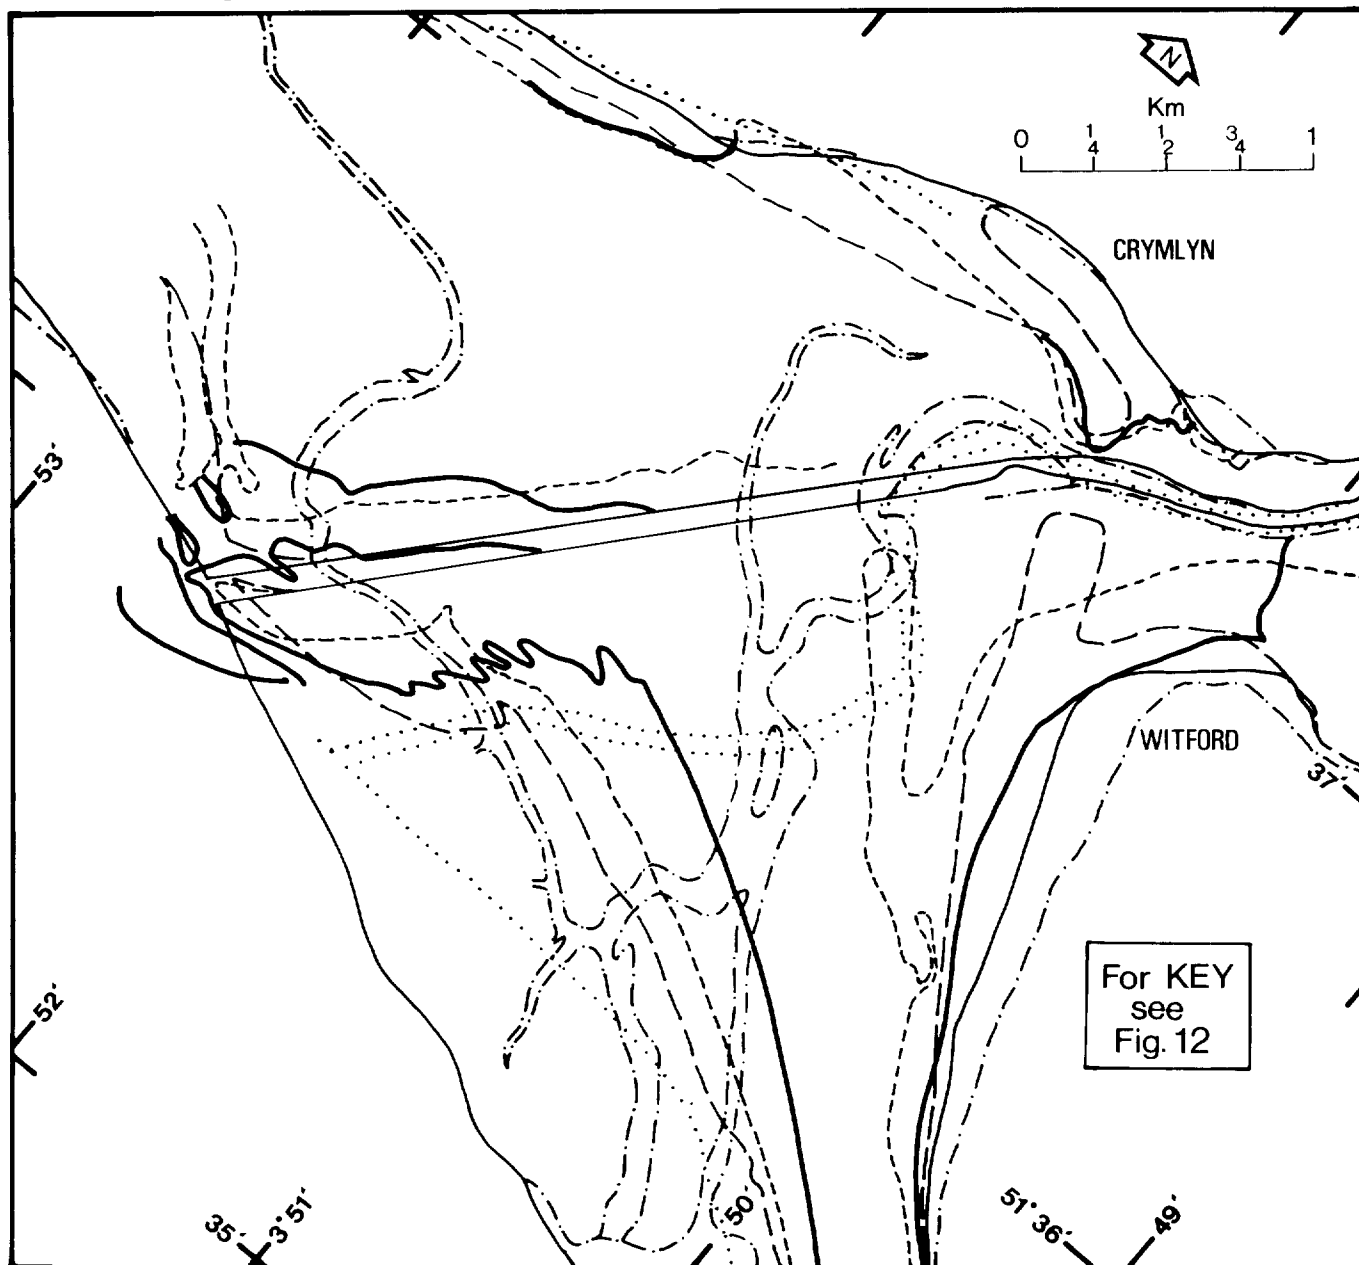 N
Km
0 1/4 1/2 3/4 1
CRYMLYN
53′
WITFORD
37′
For KEY
see
Fig. 12
52′
35′ 3°51′ 50′ 51°36′ 49′